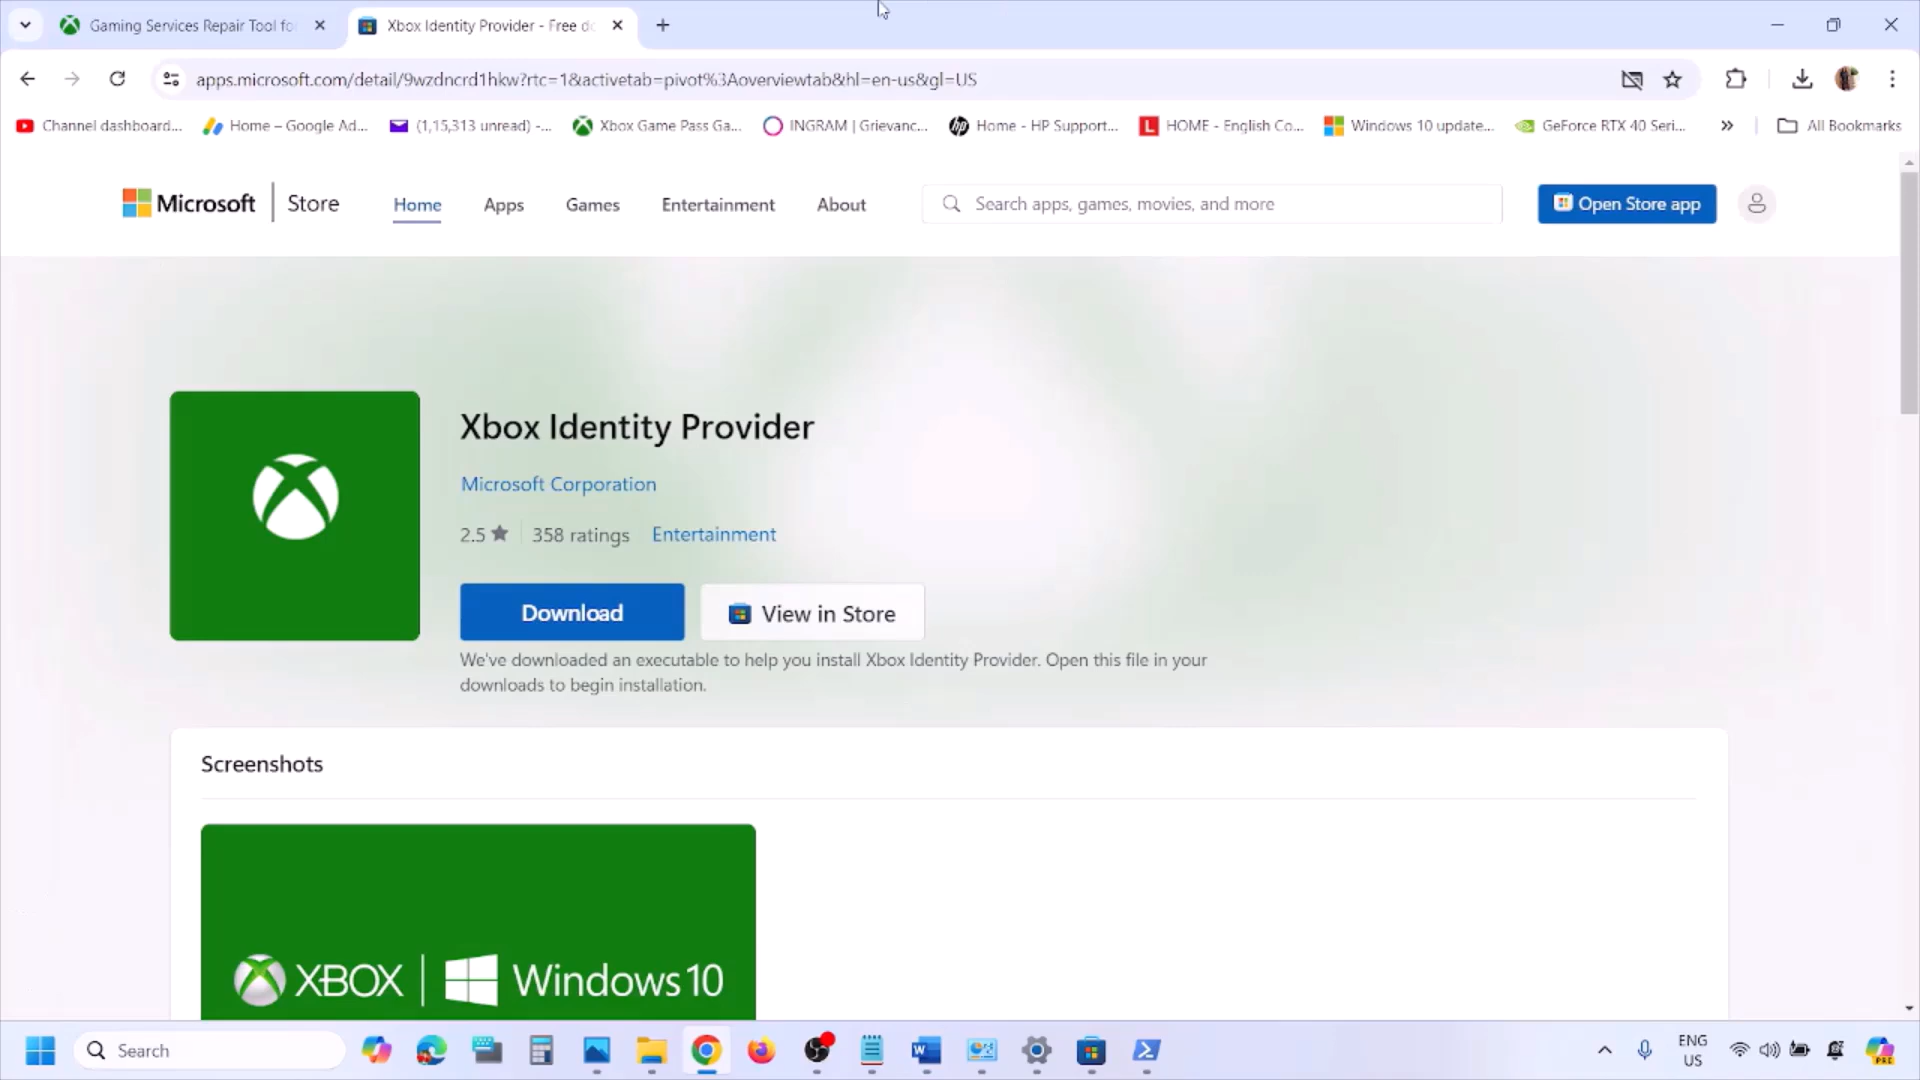 Gaming Services Repair Tool fo
Xbox Identity Provider - Free do
apps.microsoft.com/detail/9wzdncrd1hkw?rtc=1&activetab=pivot%3Aoverviewtab&hl=en-us&gl=US
Channel dashboard...
Home – Google Ad...
(1,15,313 unread) -...
Xbox Game Pass Ga...
INGRAM | Grievanc...
Home - HP Support...
HOME - English Co...
Windows 10 update...
GeForce RTX 40 Seri...
»
All Bookmarks
Microsoft
Store
Home
Apps
Games
Entertainment
About
Search apps, games, movies, and more
Open Store app
Xbox Identity Provider
Microsoft Corporation
2.5★ 358 ratings Entertainment
Download
View in Store
We've downloaded an executable to help you install Xbox Identity Provider. Open this file in your
downloads to begin installation.
Screenshots
XBOX | Windows 10
Search
ENG
US
PRE